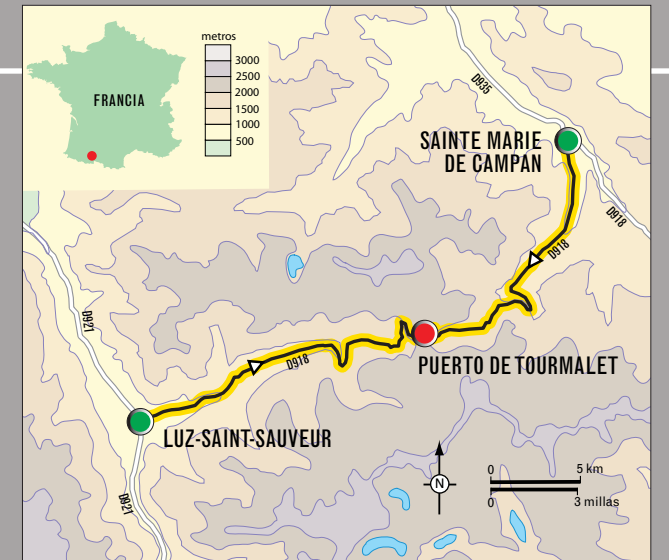 metros
3000
2500
2000
1500
1000
500
FRANCIA
D935
SAINTE MARIE
DE CAMPAN
D918
D918
D921
D918
PUERTO DE TOURMALET
LUZ-SAINT-SAUVEUR
D921
N
0 5 km
0 3 millas